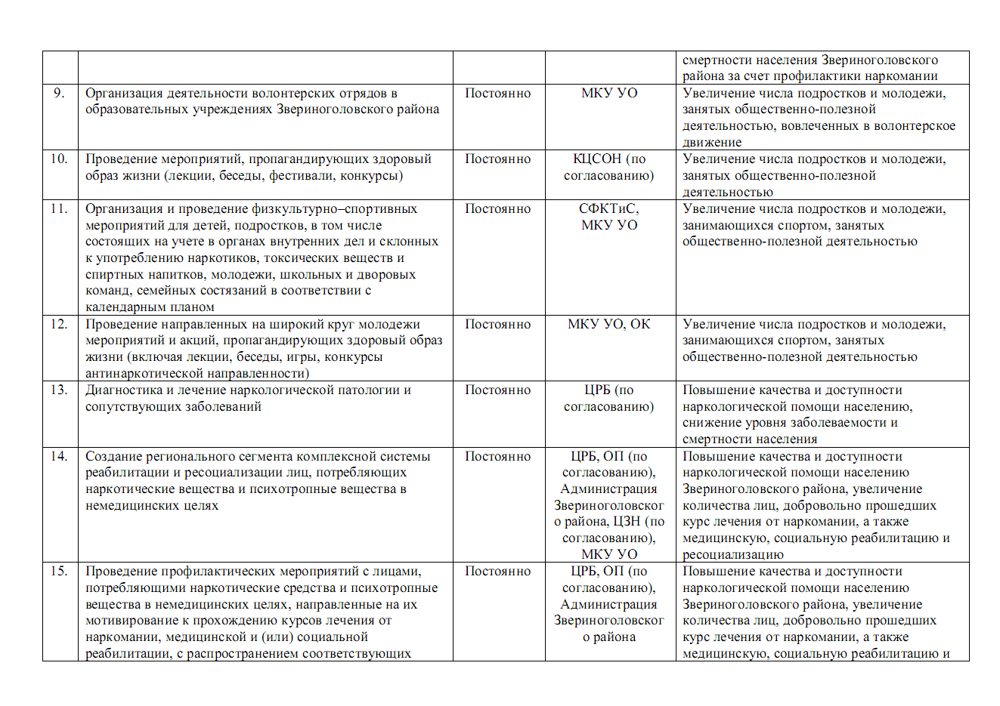 смертности населения Звериноголовского
района за счет профилактики наркомании
9.
Организация деятельности волонтерских отрядов в
образовательных учреждениях Звериноголовского района
Постоянно
МКУ УО
Увеличение числа подростков и молодежи,
занятых общественно-полезной
деятельностью, вовлеченных в волонтерское
движение
10.
Проведение мероприятий, пропагандирующих здоровый
образ жизни (лекции, беседы, фестивали, конкурсы)
Постоянно
КЦСОН (по
согласованию)
Увеличение числа подростков и молодежи,
занятых общественно-полезной
деятельностью
11.
Организация и проведение физкультурно–спортивных
мероприятий для детей, подростков, в том числе
состоящих на учете в органах внутренних дел и склонных
к употреблению наркотиков, токсических веществ и
спиртных напитков, молодежи, школьных и дворовых
команд, семейных состязаний в соответствии с
календарным планом
Постоянно
СФКТиС,
МКУ УО
Увеличение числа подростков и молодежи,
занимающихся спортом, занятых
общественно-полезной деятельностью
12.
Проведение направленных на широкий круг молодежи
мероприятий и акций, пропагандирующих здоровый образ
жизни (включая лекции, беседы, игры, конкурсы
антинаркотической направленности)
Постоянно
МКУ УО, ОК
Увеличение числа подростков и молодежи,
занимающихся спортом, занятых
общественно-полезной деятельностью
13.
Диагностика и лечение наркологической патологии и
сопутствующих заболеваний
Постоянно
ЦРБ (по
согласованию)
Повышение качества и доступности
наркологической помощи населению,
снижение уровня заболеваемости и
смертности населения
14.
Создание регионального сегмента комплексной системы
реабилитации и ресоциализации лиц, потребляющих
наркотические вещества и психотропные вещества в
немедицинских целях
Постоянно
ЦРБ, ОП (по
согласованию),
Администрация
Звериноголовског
о района, ЦЗН (по
согласованию),
МКУ УО
Повышение качества и доступности
наркологической помощи населению
Звериноголовского района, увеличение
количества лиц, добровольно прошедших
курс лечения от наркомании, а также
медицинскую, социальную реабилитацию и
ресоциализацию
15.
Проведение профилактических мероприятий с лицами,
потребляющими наркотические средства и психотропные
вещества в немедицинских целях, направленные на их
мотивирование к прохождению курсов лечения от
наркомании, медицинской и (или) социальной
реабилитации, с распространением соответствующих
Постоянно
ЦРБ, ОП (по
согласованию),
Администрация
Звериноголовског
о района
Повышение качества и доступности
наркологической помощи населению
Звериноголовского района, увеличение
количества лиц, добровольно прошедших
курс лечения от наркомании, а также
медицинскую, социальную реабилитацию и